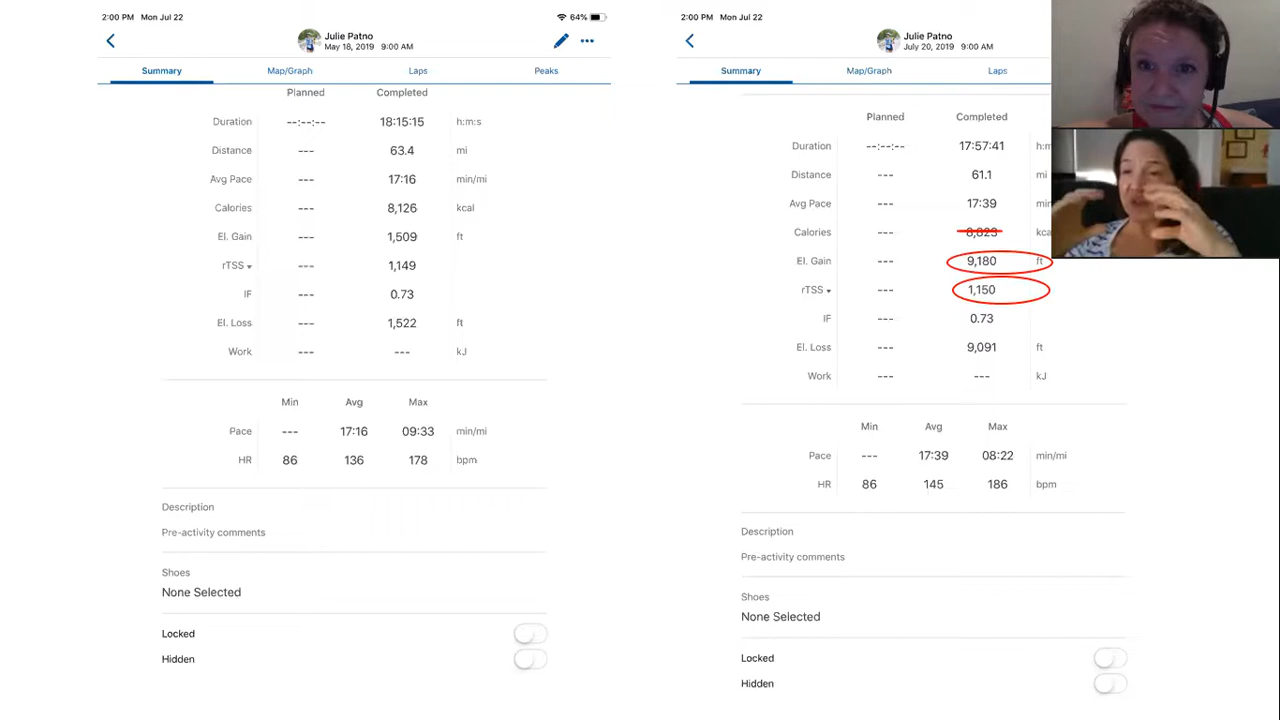 2:00 PM Mon Jul 22 64%
Julie Patno
May 18, 2019 9:00 AM
Summary Map/Graph Laps Peaks
Planned Completed
Duration --:--:-- 18:15:15 h:m:s
Distance --- 63.4 mi
Avg Pace --- 17:16 min/mi
Calories --- 8,126 kcal
El. Gain --- 1,509 ft
rTSS --- 1,149
IF --- 0.73
El. Loss --- 1,522 ft
Work --- --- kJ
Min Avg Max
Pace --- 17:16 09:33 min/mi
HR 86 136 178 bpm
Description
Pre-activity comments
Shoes
None Selected
Locked
Hidden
2:00 PM Mon Jul 22
Julie Patno
July 20, 2019 9:00 AM
Summary Map/Graph Laps
Planned Completed
Duration --:--:-- 17:57:41 h:m
Distance --- 61.1 mi
Avg Pace --- 17:39 min
Calories --- 8,823 kca
El. Gain --- 9,180 ft
rTSS --- 1,150
IF --- 0.73
El. Loss --- 9,091 ft
Work --- --- kJ
Min Avg Max
Pace --- 17:39 08:22 min/mi
HR 86 145 186 bpm
Description
Pre-activity comments
Shoes
None Selected
Locked
Hidden